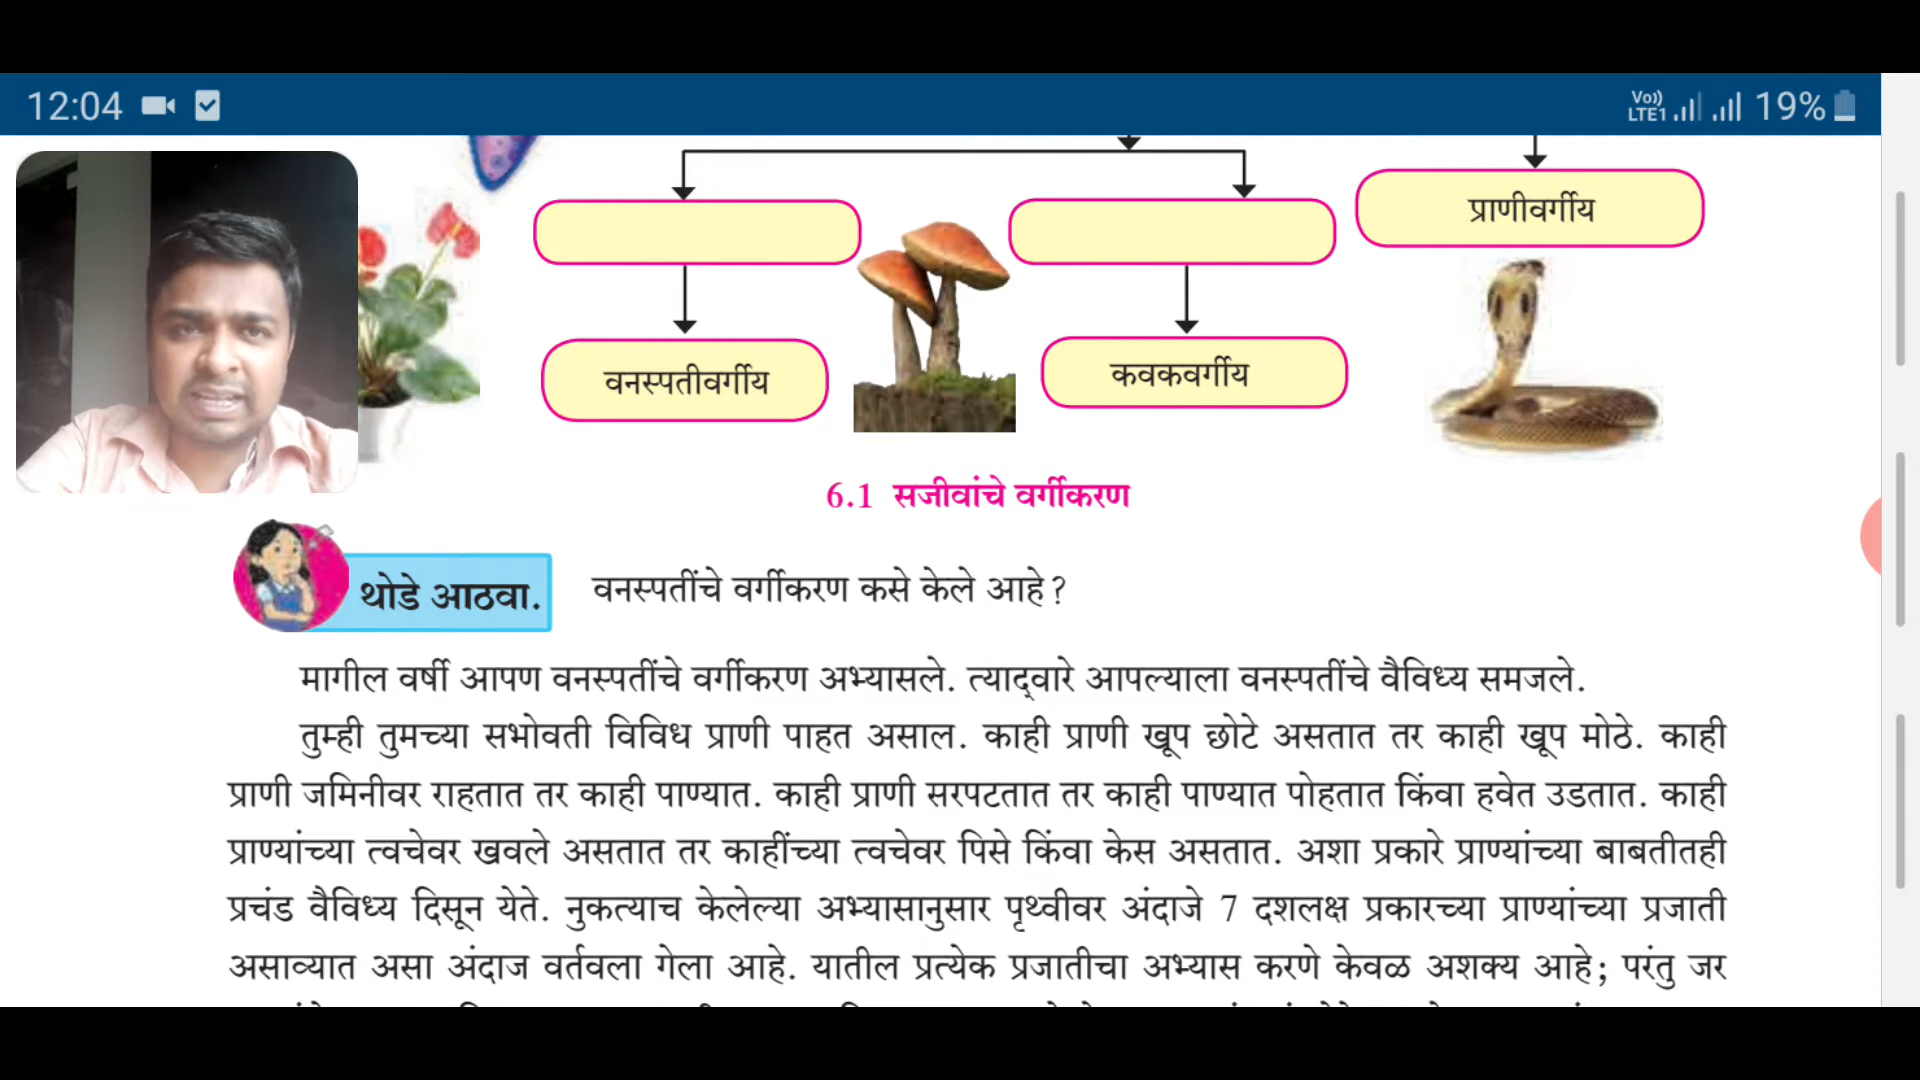 12:04
Vo)) LTE1 19%
प्राणीवर्गीय
वनस्पतीवर्गीय
कवकवर्गीय
6.1 सजीवांचे वर्गीकरण
थोडे आठवा. वनस्पतींचे वर्गीकरण कसे केले आहे?
मागील वर्षी आपण वनस्पतींचे वर्गीकरण अभ्यासले. त्याद्वारे आपल्याला वनस्पतींचे वैविध्य समजले.
तुम्ही तुमच्या सभोवती विविध प्राणी पाहत असाल. काही प्राणी खूप छोटे असतात तर काही खूप मोठे. काही
प्राणी जमिनीवर राहतात तर काही पाण्यात. काही प्राणी सरपटतात तर काही पाण्यात पोहतात किंवा हवेत उडतात. काही
प्राण्यांच्या त्वचेवर खवले असतात तर काहींच्या त्वचेवर पिसे किंवा केस असतात. अशा प्रकारे प्राण्यांच्या बाबतीतही
प्रचंड वैविध्य दिसून येते. नुकत्याच केलेल्या अभ्यासानुसार पृथ्वीवर अंदाजे 7 दशलक्ष प्रकारच्या प्राण्यांच्या प्रजाती
असाव्यात असा अंदाज वर्तवला गेला आहे. यातील प्रत्येक प्रजातीचा अभ्यास करणे केवळ अशक्य आहे; परंतु जर